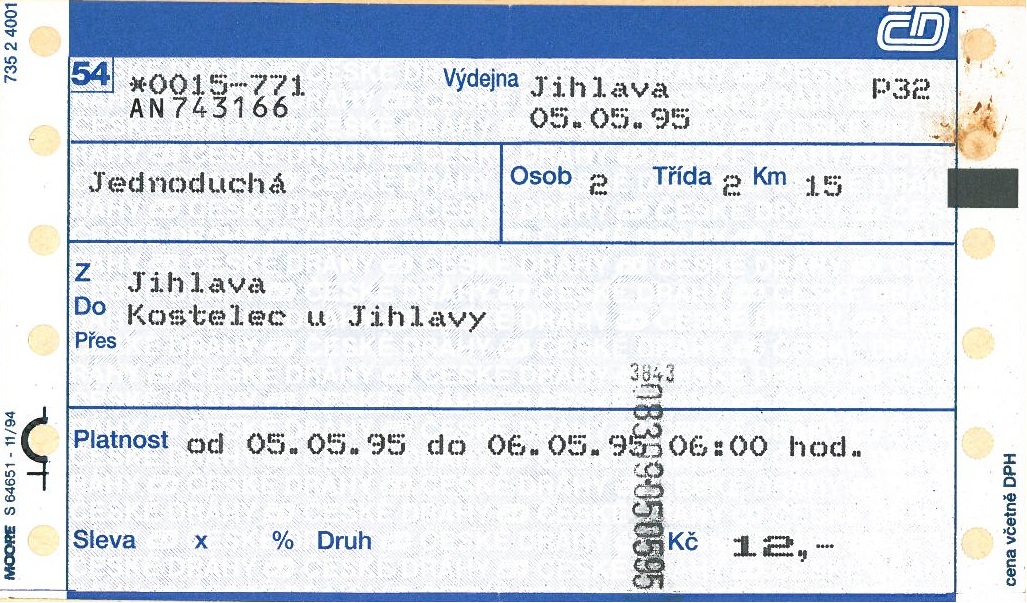 735 2 4001
ČD
54
*0015-771
AN743166
Výdejna Jihlava
05.05.95
P32
Jednoduchá
Osob 2 Třída 2 Km 15
Z Jihlava
Do Kostelec u Jihlavy
Přes
3843
Platnost od 05.05.95 do 06.05.95 06:00 hod.
Sleva x % Druh Kč 12,-
MOORE S 64651 - 11/94
cena včetně DPH